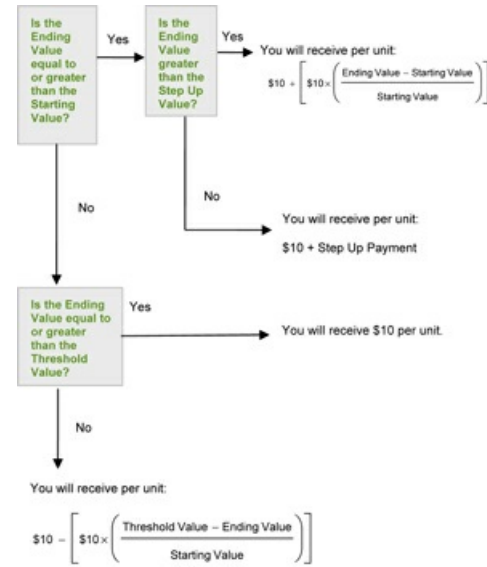 Is the
Ending
Value
equal to
or greater
than the
Starting
Value?
Yes
Is the
Ending
Value
greater
than the
Step Up
Value?
Yes
You will receive per unit:
$10 + [ $10 × ( Ending Value – Starting Value
Starting Value ) ]
No
No
You will receive per unit:
$10 + Step Up Payment
Is the Ending
Value equal to
or greater
than the
Threshold
Value?
Yes
You will receive $10 per unit.
No
You will receive per unit:
$10 – [ $10 × ( Threshold Value – Ending Value
Starting Value ) ]